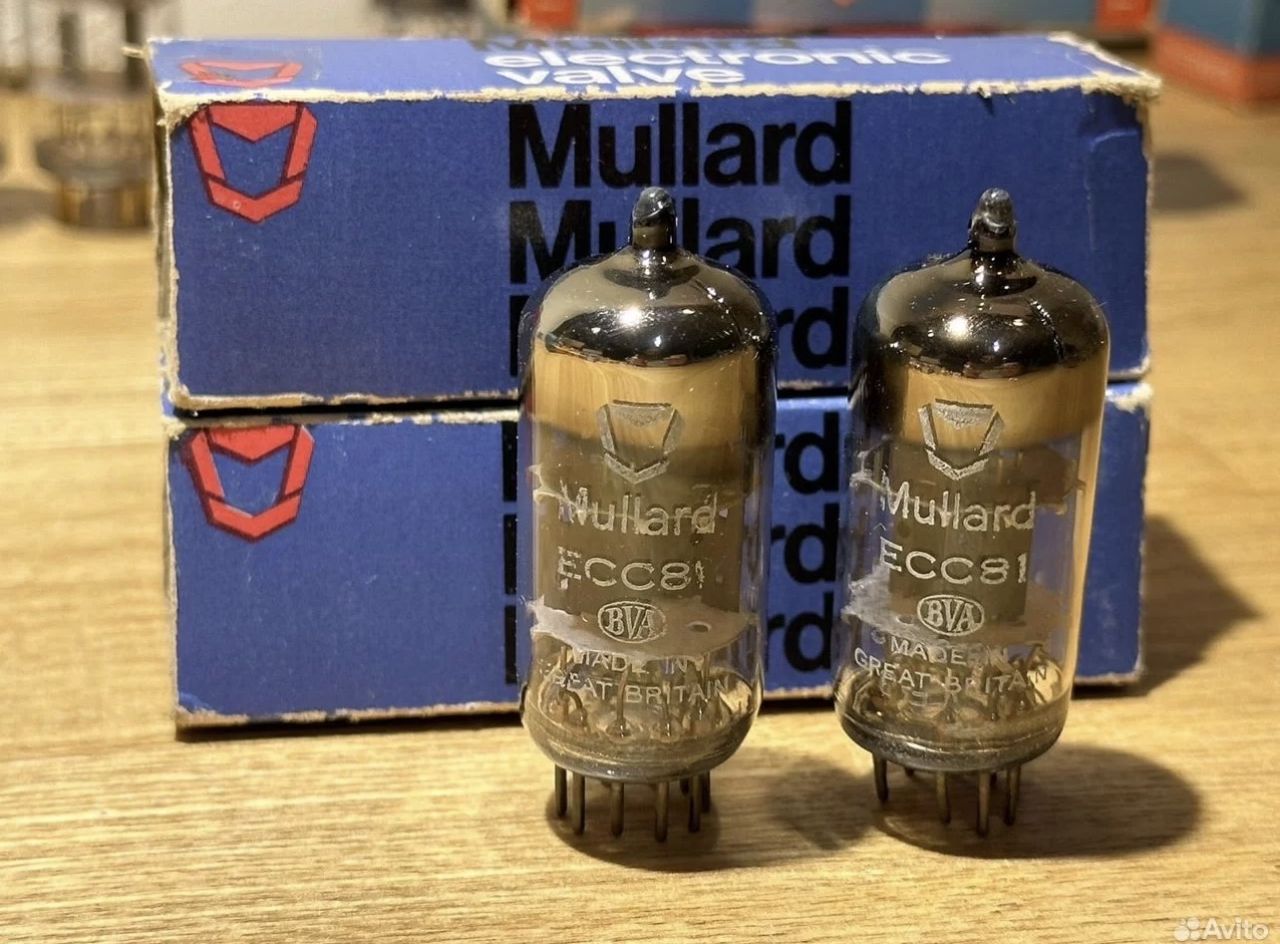 Mullard
electronic
valve
Mullard
Mullard
Mullard
ECC81
BVA
MADE IN
GREAT BRITAIN
Mullard
ECC81
BVA
MADE IN
GREAT BRITAIN
Avito